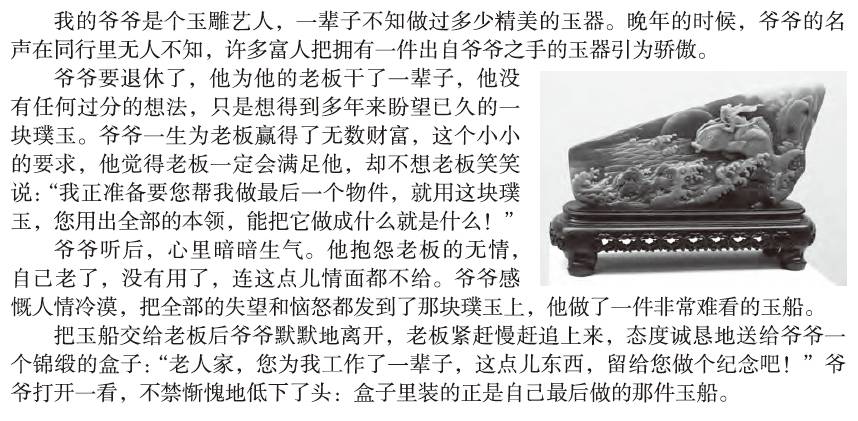 我的爷爷是个玉雕艺人，一辈子不知做过多少精美的玉器。晚年的时候，爷爷的名
声在同行里无人不知，许多富人把拥有一件出自爷爷之手的玉器引为骄傲。
爷爷要退休了，他为他的老板干了一辈子，他没
有任何过分的想法，只是想得到多年来盼望已久的一
块璞玉。爷爷一生为老板赢得了无数财富，这个小小
的要求，他觉得老板一定会满足他，却不想老板笑笑
说：“我正准备要您帮我做最后一个物件，就用这块璞
玉，您用出全部的本领，能把它做成什么就是什么！”
爷爷听后，心里暗暗生气。他抱怨老板的无情，
自己老了，没有用了，连这点儿情面都不给。爷爷感
慨人情冷漠，把全部的失望和恼怒都发到了那块璞玉上，他做了一件非常难看的玉船。
把玉船交给老板后爷爷默默地离开，老板紧赶慢赶追上来，态度诚恳地送给爷爷一
个锦缎的盒子：“老人家，您为我工作了一辈子，这点儿东西，留给您做个纪念吧！”爷
爷打开一看，不禁惭愧地低下了头：盒子里装的正是自己最后做的那件玉船。